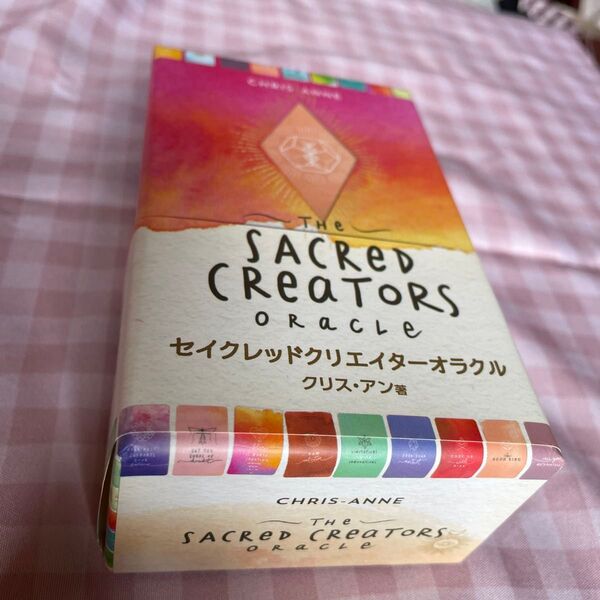 CHRIS-ANNE
THE
SACRED
CREATORS
ORACLE
セイクレッドクリエイターオラクル
クリス・アン著
CHRIS-ANNE
THE
SACRED CREATORS
ORACLE